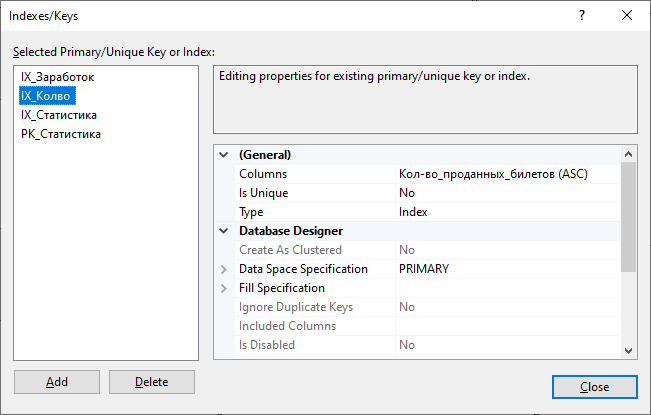 Indexes/Keys
? ×
Selected Primary/Unique Key or Index:
IX_Заработок
IX_Колво
IX_Статистика
PK_Статистика
Editing properties for existing primary/unique key or index.
(General)
Columns Кол-во_проданных_билетов (ASC)
Is Unique No
Type Index
Database Designer
Create As Clustered No
Data Space Specification PRIMARY
Fill Specification
Ignore Duplicate Keys No
Included Columns
Is Disabled No
Add Delete
Close